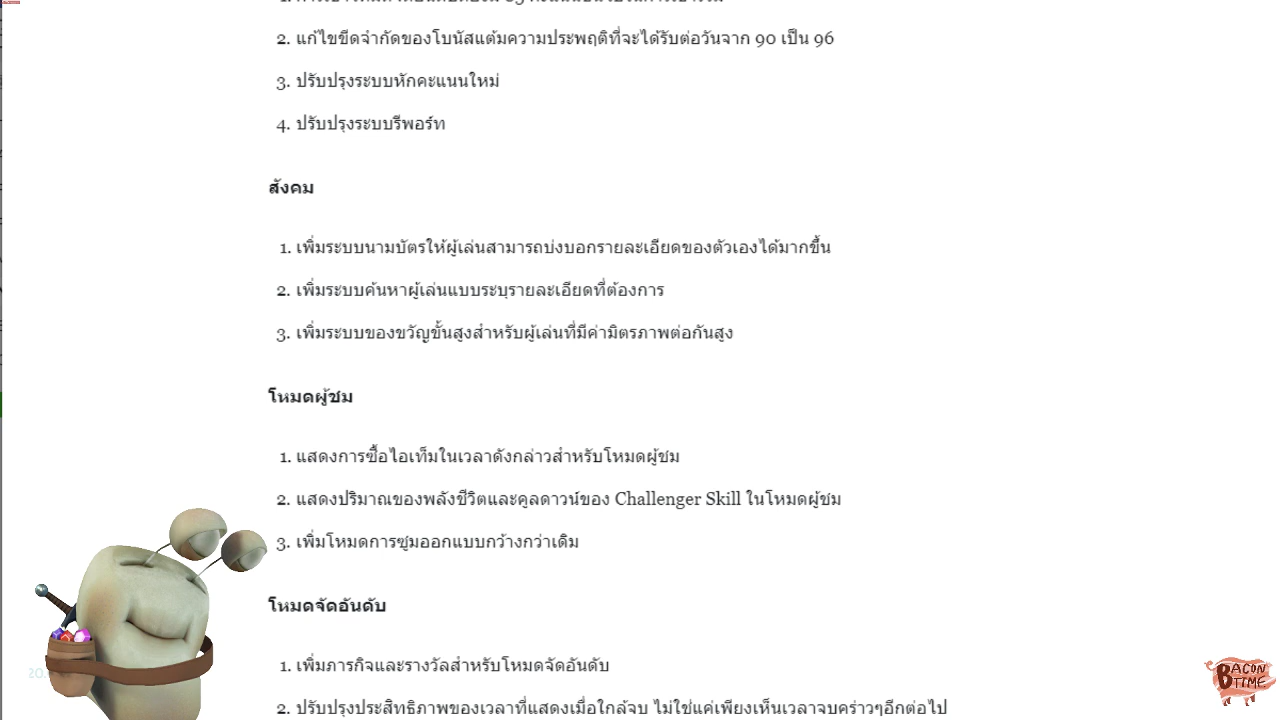 2. แก้ไขขีดจำกัดของโบนัสแต้มความประพฤติที่จะได้รับต่อวันจาก 90 เป็น 96
3. ปรับปรุงระบบหักคะแนนใหม่
4. ปรับปรุงระบบรีพอร์ท
สังคม
1. เพิ่มระบบนามบัตรให้ผู้เล่นสามารถบ่งบอกรายละเอียดของตัวเองได้มากขึ้น
2. เพิ่มระบบค้นหาผู้เล่นแบบระบุรายละเอียดที่ต้องการ
3. เพิ่มระบบของขวัญขั้นสูงสำหรับผู้เล่นที่มีค่ามิตรภาพต่อกันสูง
โหมดผู้ชม
1. แสดงการซื้อไอเท็มในเวลาดังกล่าวสำหรับโหมดผู้ชม
2. แสดงปริมาณของพลังชีวิตและคูลดาวน์ของ Challenger Skill ในโหมดผู้ชม
3. เพิ่มโหมดการซูมออกแบบกว้างกว่าเดิม
โหมดจัดอันดับ
1. เพิ่มภารกิจและรางวัลสำหรับโหมดจัดอันดับ
2. ปรับปรุงประสิทธิภาพของเวลาที่แสดงเมื่อใกล้จบ ไม่ใช่แค่เพียงเห็นเวลาจบคร่าวๆอีกต่อไป
BACON
TIME